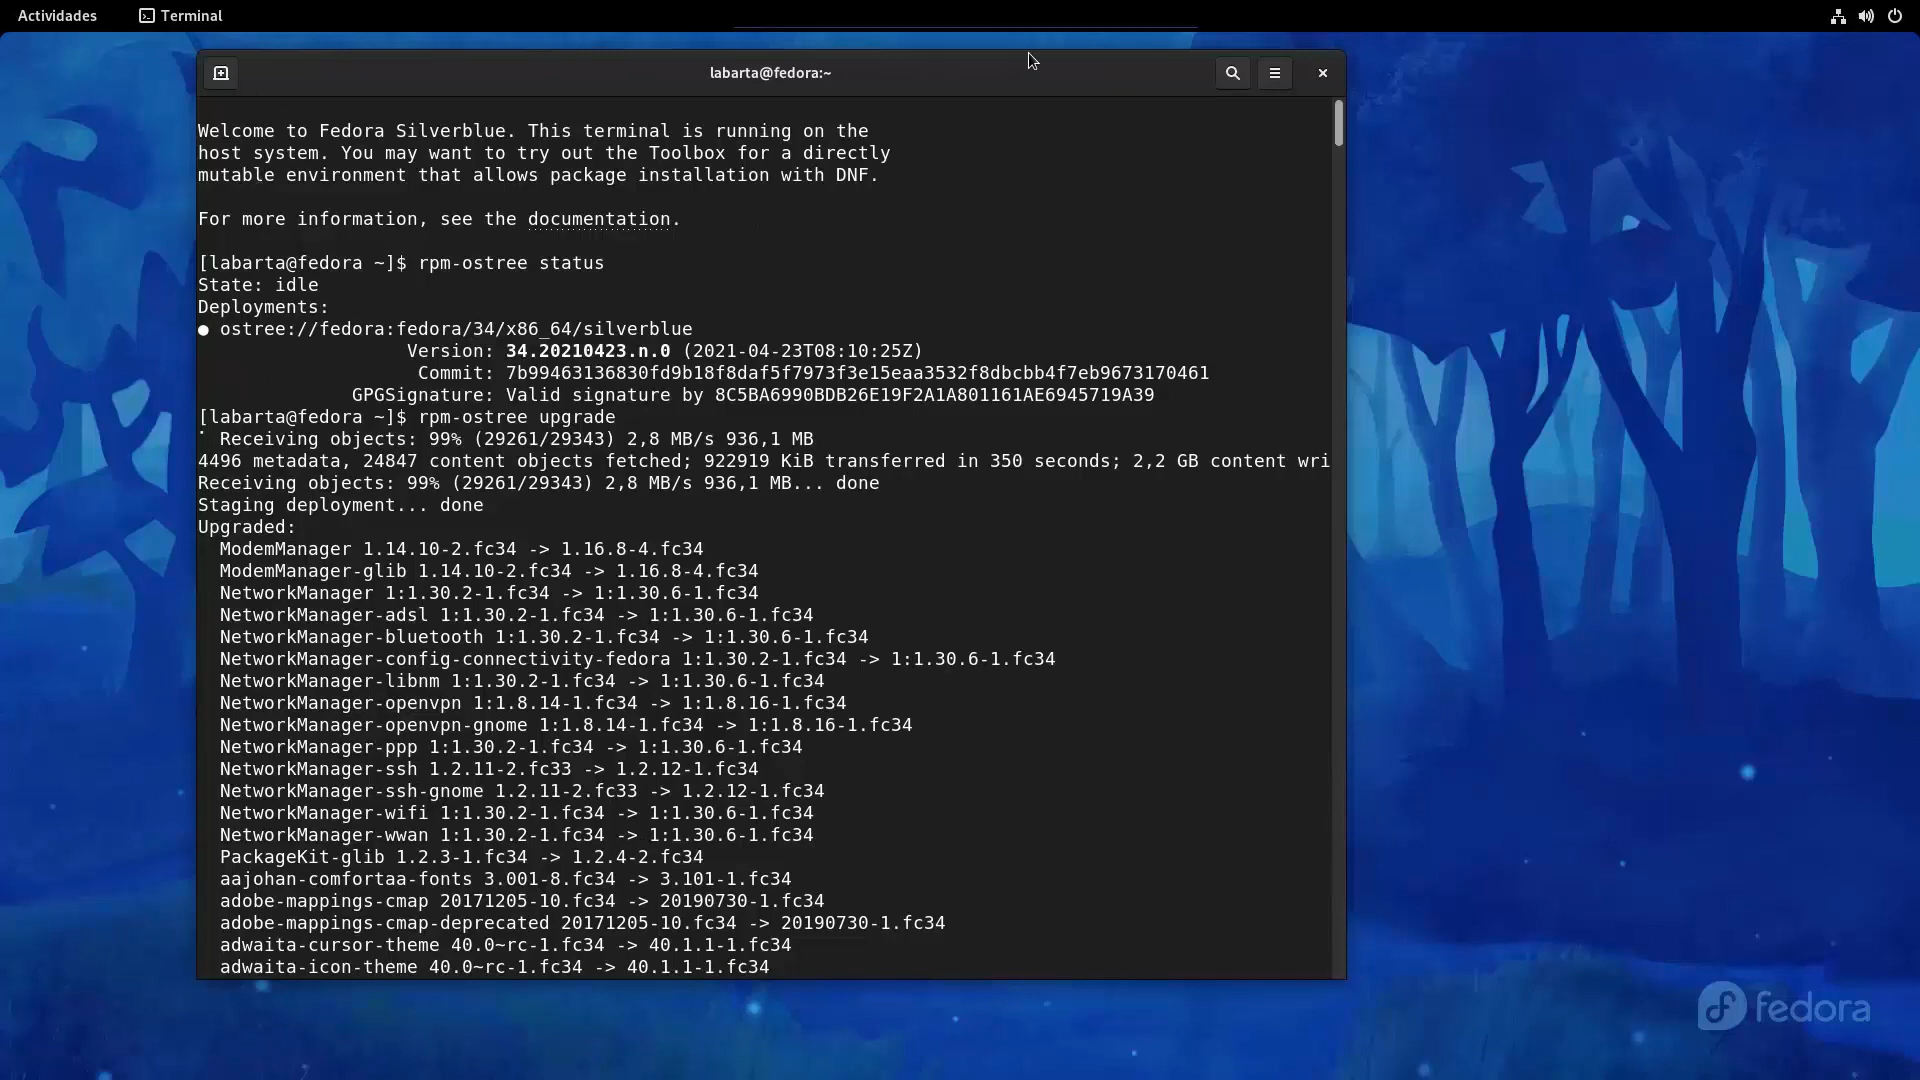 Actividades
Terminal
labarta@fedora:~
Welcome to Fedora Silverblue. This terminal is running on the
host system. You may want to try out the Toolbox for a directly
mutable environment that allows package installation with DNF.
For more information, see the documentation.
[labarta@fedora ~]$ rpm-ostree status
State: idle
Deployments:
● ostree://fedora:fedora/34/x86_64/silverblue
Version: 34.20210423.n.0 (2021-04-23T08:10:25Z)
Commit: 7b99463136830fd9b18f8daf5f7973f3e15eaa3532f8dbcbb4f7eb9673170461
GPGSignature: Valid signature by 8C5BA6990BDB26E19F2A1A801161AE6945719A39
[labarta@fedora ~]$ rpm-ostree upgrade
Receiving objects: 99% (29261/29343) 2,8 MB/s 936,1 MB
4496 metadata, 24847 content objects fetched; 922919 KiB transferred in 350 seconds; 2,2 GB content wri
Receiving objects: 99% (29261/29343) 2,8 MB/s 936,1 MB... done
Staging deployment... done
Upgraded:
ModemManager 1.14.10-2.fc34 -> 1.16.8-4.fc34
ModemManager-glib 1.14.10-2.fc34 -> 1.16.8-4.fc34
NetworkManager 1:1.30.2-1.fc34 -> 1:1.30.6-1.fc34
NetworkManager-adsl 1:1.30.2-1.fc34 -> 1:1.30.6-1.fc34
NetworkManager-bluetooth 1:1.30.2-1.fc34 -> 1:1.30.6-1.fc34
NetworkManager-config-connectivity-fedora 1:1.30.2-1.fc34 -> 1:1.30.6-1.fc34
NetworkManager-libnm 1:1.30.2-1.fc34 -> 1:1.30.6-1.fc34
NetworkManager-openvpn 1:1.8.14-1.fc34 -> 1:1.8.16-1.fc34
NetworkManager-openvpn-gnome 1:1.8.14-1.fc34 -> 1:1.8.16-1.fc34
NetworkManager-ppp 1:1.30.2-1.fc34 -> 1:1.30.6-1.fc34
NetworkManager-ssh 1.2.11-2.fc33 -> 1.2.12-1.fc34
NetworkManager-ssh-gnome 1.2.11-2.fc33 -> 1.2.12-1.fc34
NetworkManager-wifi 1:1.30.2-1.fc34 -> 1:1.30.6-1.fc34
NetworkManager-wwan 1:1.30.2-1.fc34 -> 1:1.30.6-1.fc34
PackageKit-glib 1.2.3-1.fc34 -> 1.2.4-2.fc34
aajohan-comfortaa-fonts 3.001-8.fc34 -> 3.101-1.fc34
adobe-mappings-cmap 20171205-10.fc34 -> 20190730-1.fc34
adobe-mappings-cmap-deprecated 20171205-10.fc34 -> 20190730-1.fc34
adwaita-cursor-theme 40.0~rc-1.fc34 -> 40.1.1-1.fc34
adwaita-icon-theme 40.0~rc-1.fc34 -> 40.1.1-1.fc34
fedora